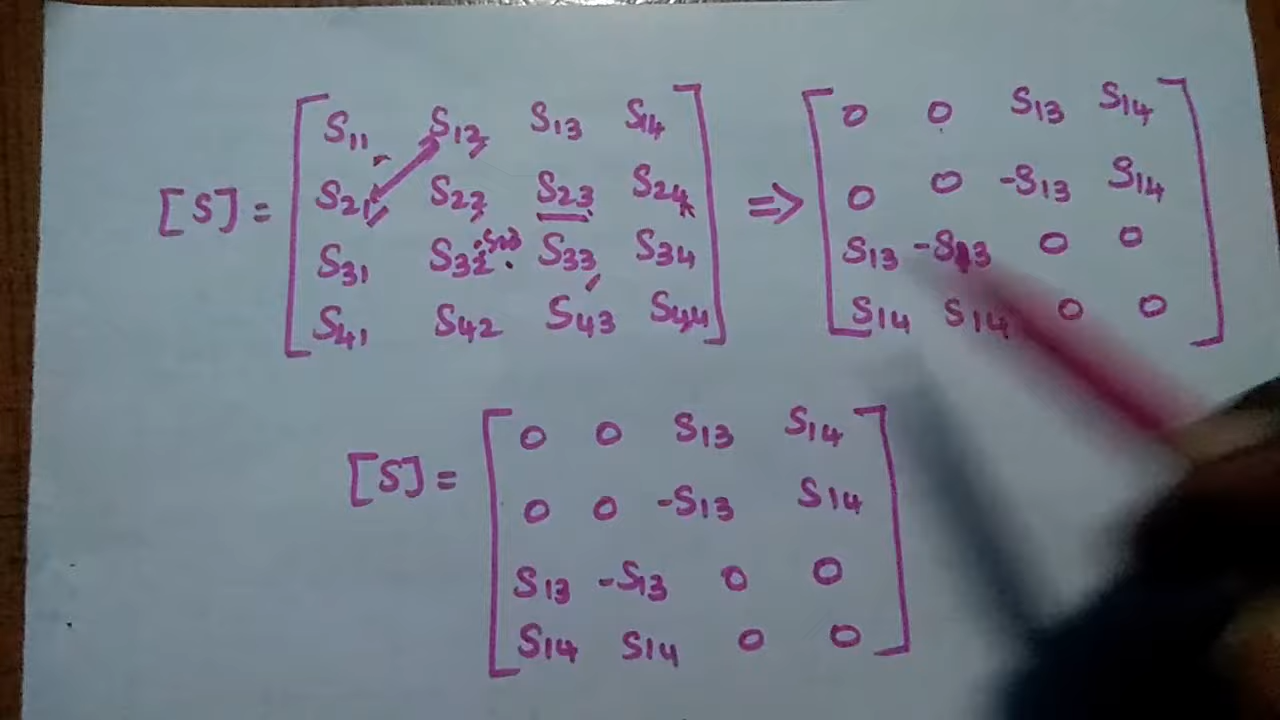 S11 S12 S13 S14 0 0 S13 S14
[S] = S21 S22 S23 S24 => 0 0 -S13 S14
S31 S32 S33 S34 S13 -S13 0 0
S41 S42 S43 S44 S14 S14 0 0
0 0 S13 S14
[S] = 0 0 -S13 S14
S13 -S13 0 0
S14 S14 0 0